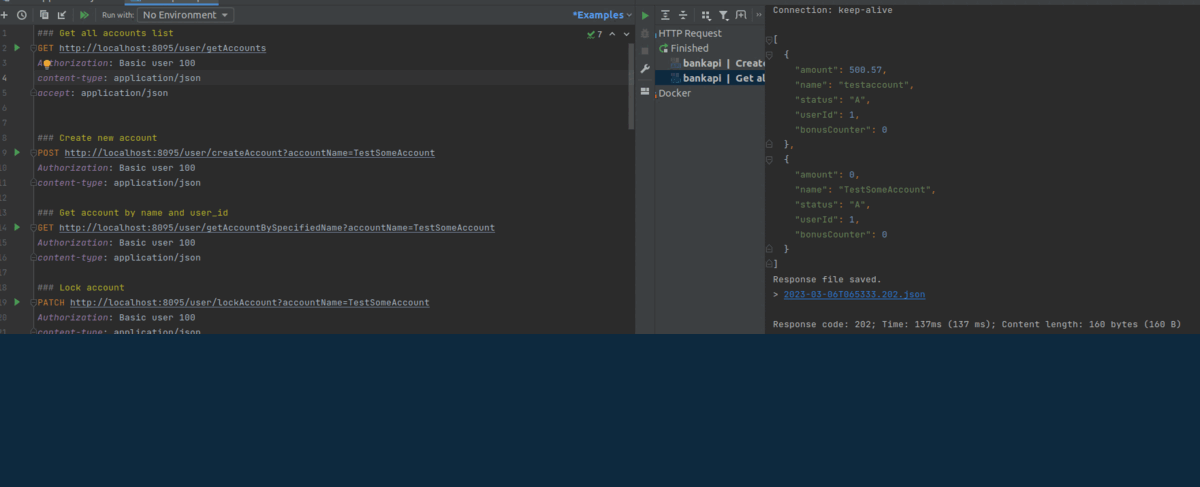 Run with: No Environment
*Examples
1 ### Get all accounts list
7
2 GET http://localhost:8095/user/getAccounts
3 Authorization: Basic user 100
4 content-type: application/json
5 accept: application/json
6
7
8 ### Create new account
9 POST http://localhost:8095/user/createAccount?accountName=TestSomeAccount
10 Authorization: Basic user 100
11 content-type: application/json
12
13 ### Get account by name and user_id
14 GET http://localhost:8095/user/getAccountBySpecifiedName?accountName=TestSomeAccount
15 Authorization: Basic user 100
16 content-type: application/json
17
18 ### Lock account
19 PATCH http://localhost:8095/user/lockAccount?accountName=TestSomeAccount
20 Authorization: Basic user 100
21 content-type: application/json
HTTP Request
Finished
bankapi | Create
bankapi | Get al
Docker
Connection: keep-alive
[
{
"amount": 500.57,
"name": "testaccount",
"status": "A",
"userId": 1,
"bonusCounter": 0
},
{
"amount": 0,
"name": "TestSomeAccount",
"status": "A",
"userId": 1,
"bonusCounter": 0
}
]
Response file saved.
> 2023-03-06T065333.202.json
Response code: 202; Time: 137ms (137 ms); Content length: 160 bytes (160 B)